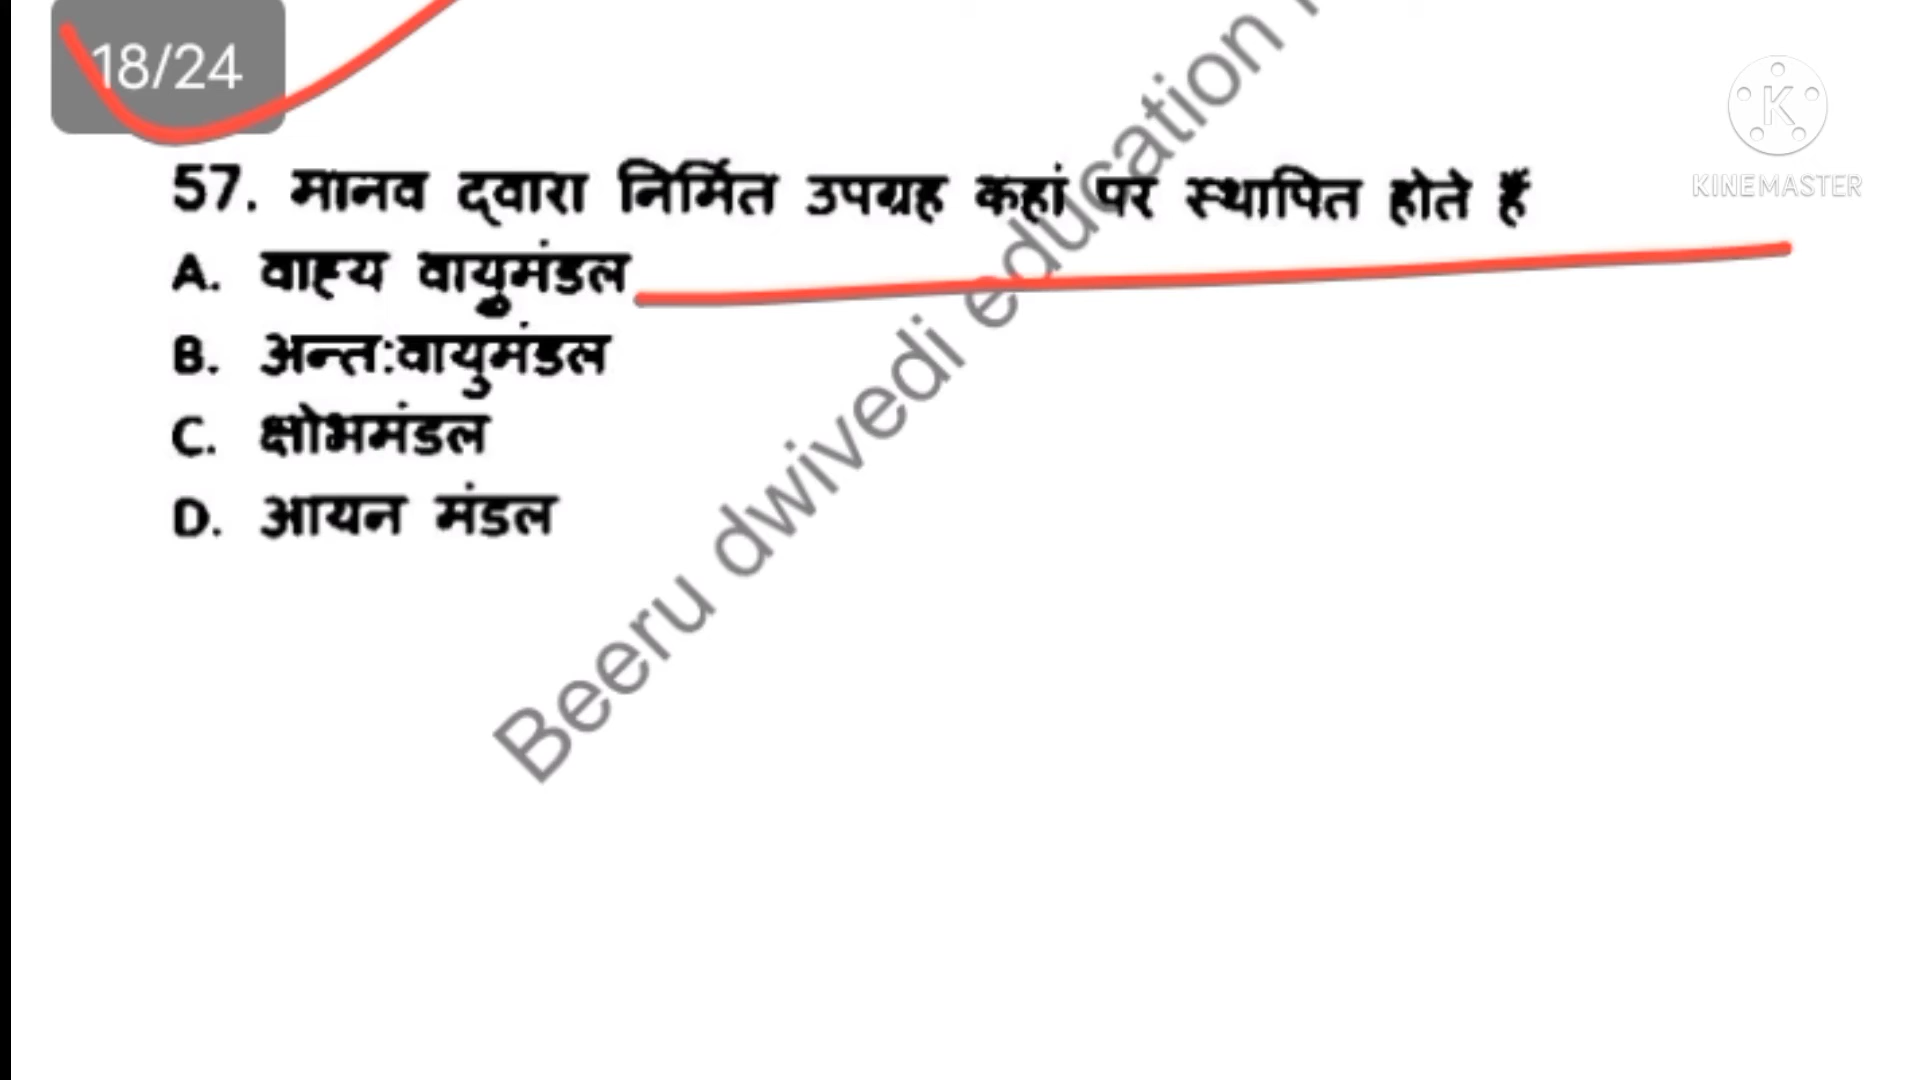 18/24
K
KINEMASTER
57. मानव द्वारा निर्मित उपग्रह कहां पर स्थापित होते हैं
A. वाह्य वायुमंडल
B. अन्त:वायुमंडल
C. क्षोभमंडल
D. आयन मंडल
Beeru dwivedi education